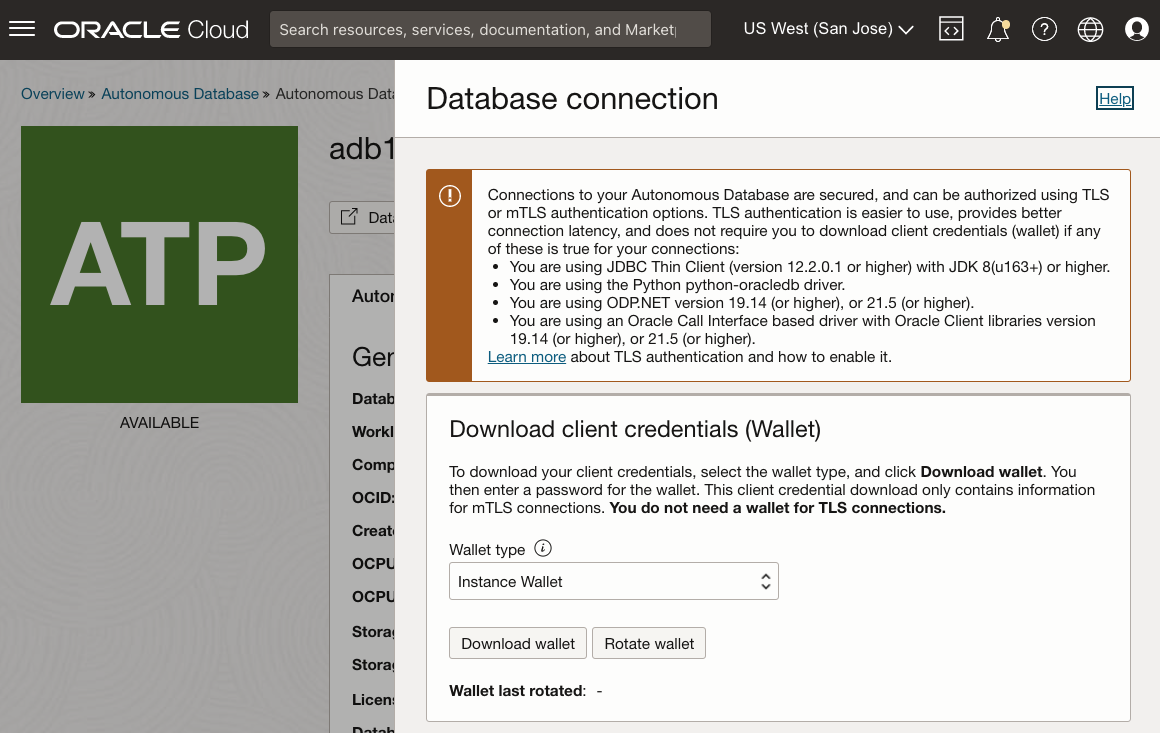 ORACLE Cloud
Search resources, services, documentation, and Market
US West (San Jose)
Overview » Autonomous Database » Autonomous Data
ATP
AVAILABLE
adb1
Data
Auton
Gen
Datab
Workl
Comp
OCID:
Create
OCPU
OCPU
Storag
Storag
Licens
Datab
Database connection
Help
Connections to your Autonomous Database are secured, and can be authorized using TLS
or mTLS authentication options. TLS authentication is easier to use, provides better
connection latency, and does not require you to download client credentials (wallet) if any
of these is true for your connections:
• You are using JDBC Thin Client (version 12.2.0.1 or higher) with JDK 8(u163+) or higher.
• You are using the Python python-oracledb driver.
• You are using ODP.NET version 19.14 (or higher), or 21.5 (or higher).
• You are using an Oracle Call Interface based driver with Oracle Client libraries version
19.14 (or higher), or 21.5 (or higher).
Learn more about TLS authentication and how to enable it.
Download client credentials (Wallet)
To download your client credentials, select the wallet type, and click Download wallet. You
then enter a password for the wallet. This client credential download only contains information
for mTLS connections. You do not need a wallet for TLS connections.
Wallet type
Instance Wallet
Download wallet
Rotate wallet
Wallet last rotated: -